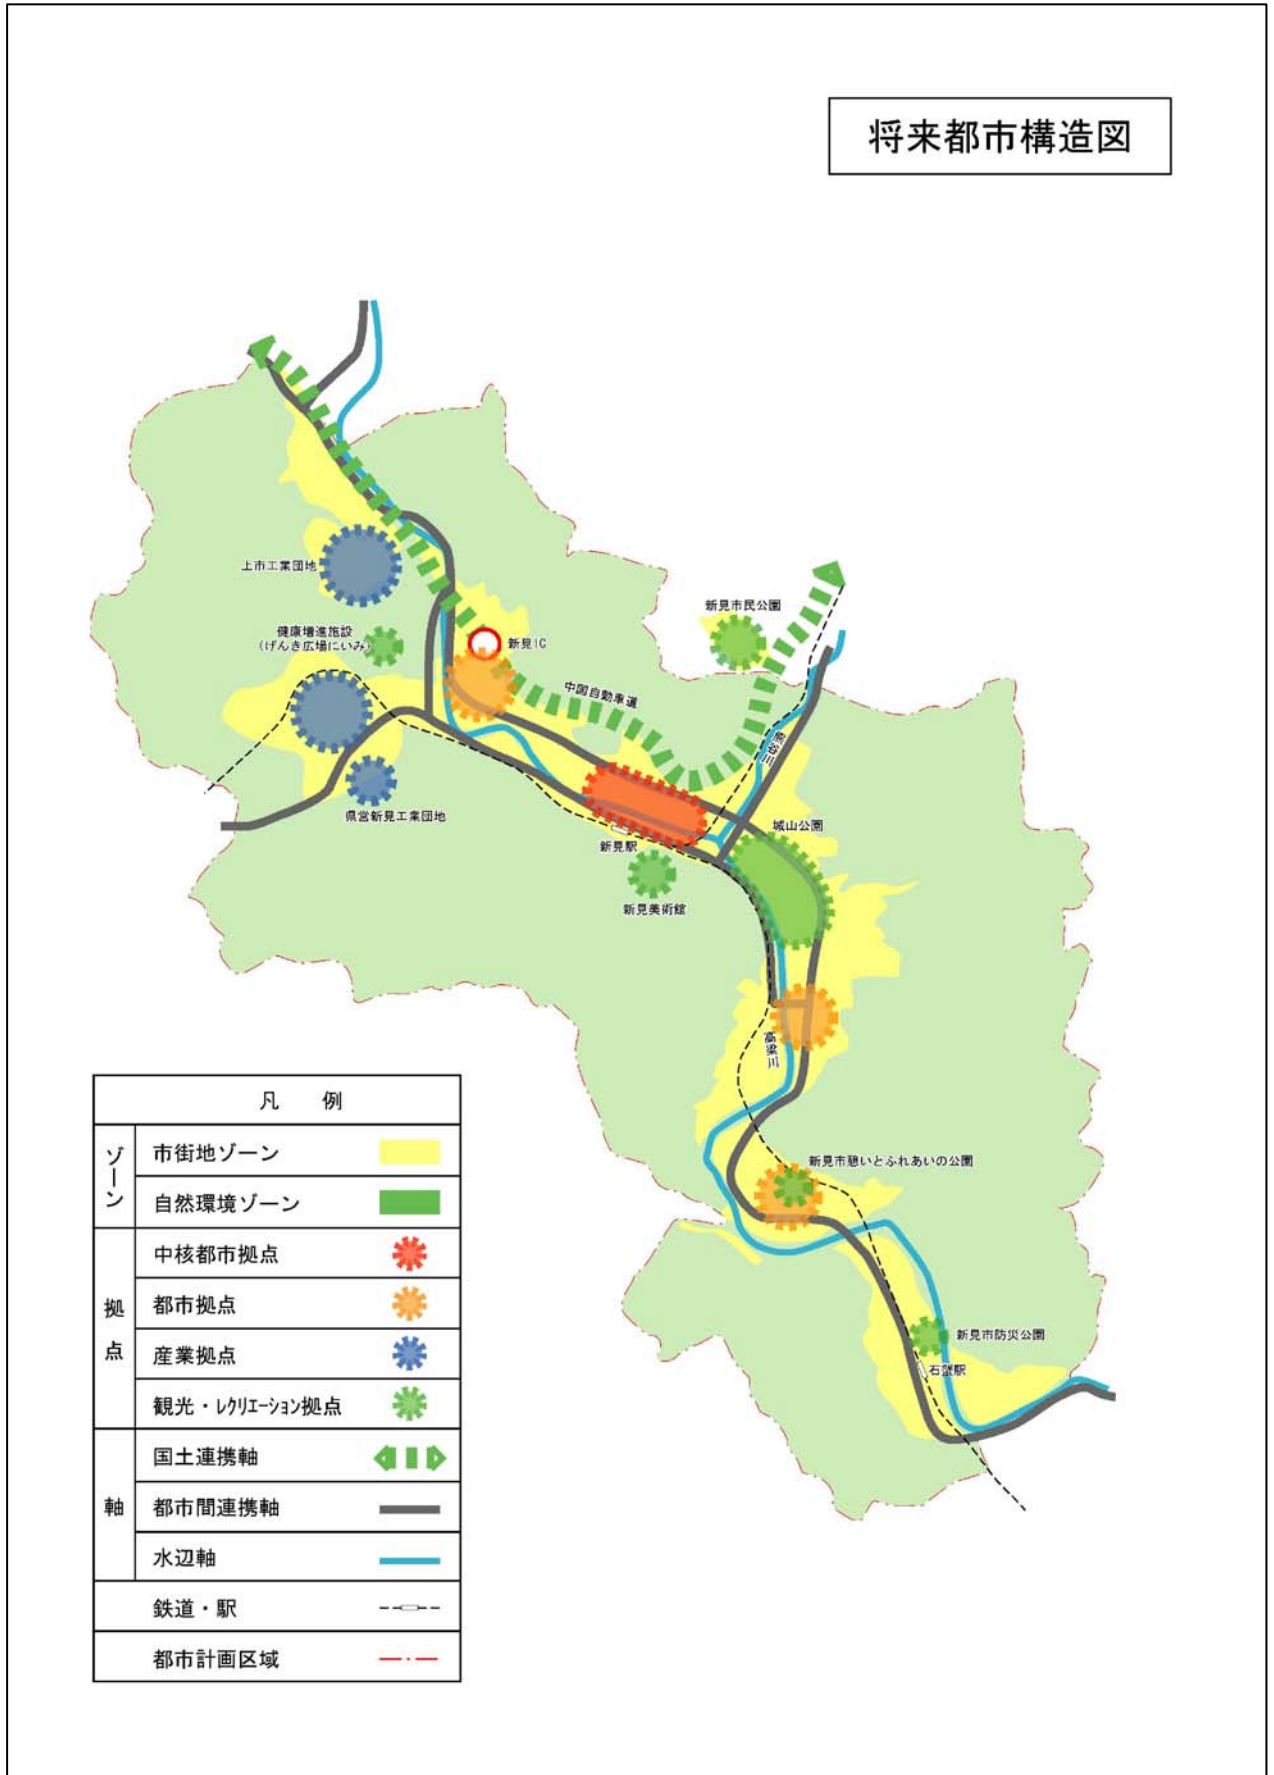 将来都市構造図
上市工業団地
健康増進施設
(げんき広場にいみ)
新見IC
新見市民公園
中国自動車道
熊谷川
県営新見工業団地
新見駅
新見美術館
城山公園
高梁川
新見市憩いとふれあいの公園
新見市防災公園
石蟹駅
凡 例
ゾーン
市街地ゾーン
自然環境ゾーン
拠点
中核都市拠点
都市拠点
産業拠点
観光・レクリエーション拠点
軸
国土連携軸
都市間連携軸
水辺軸
鉄道・駅
都市計画区域